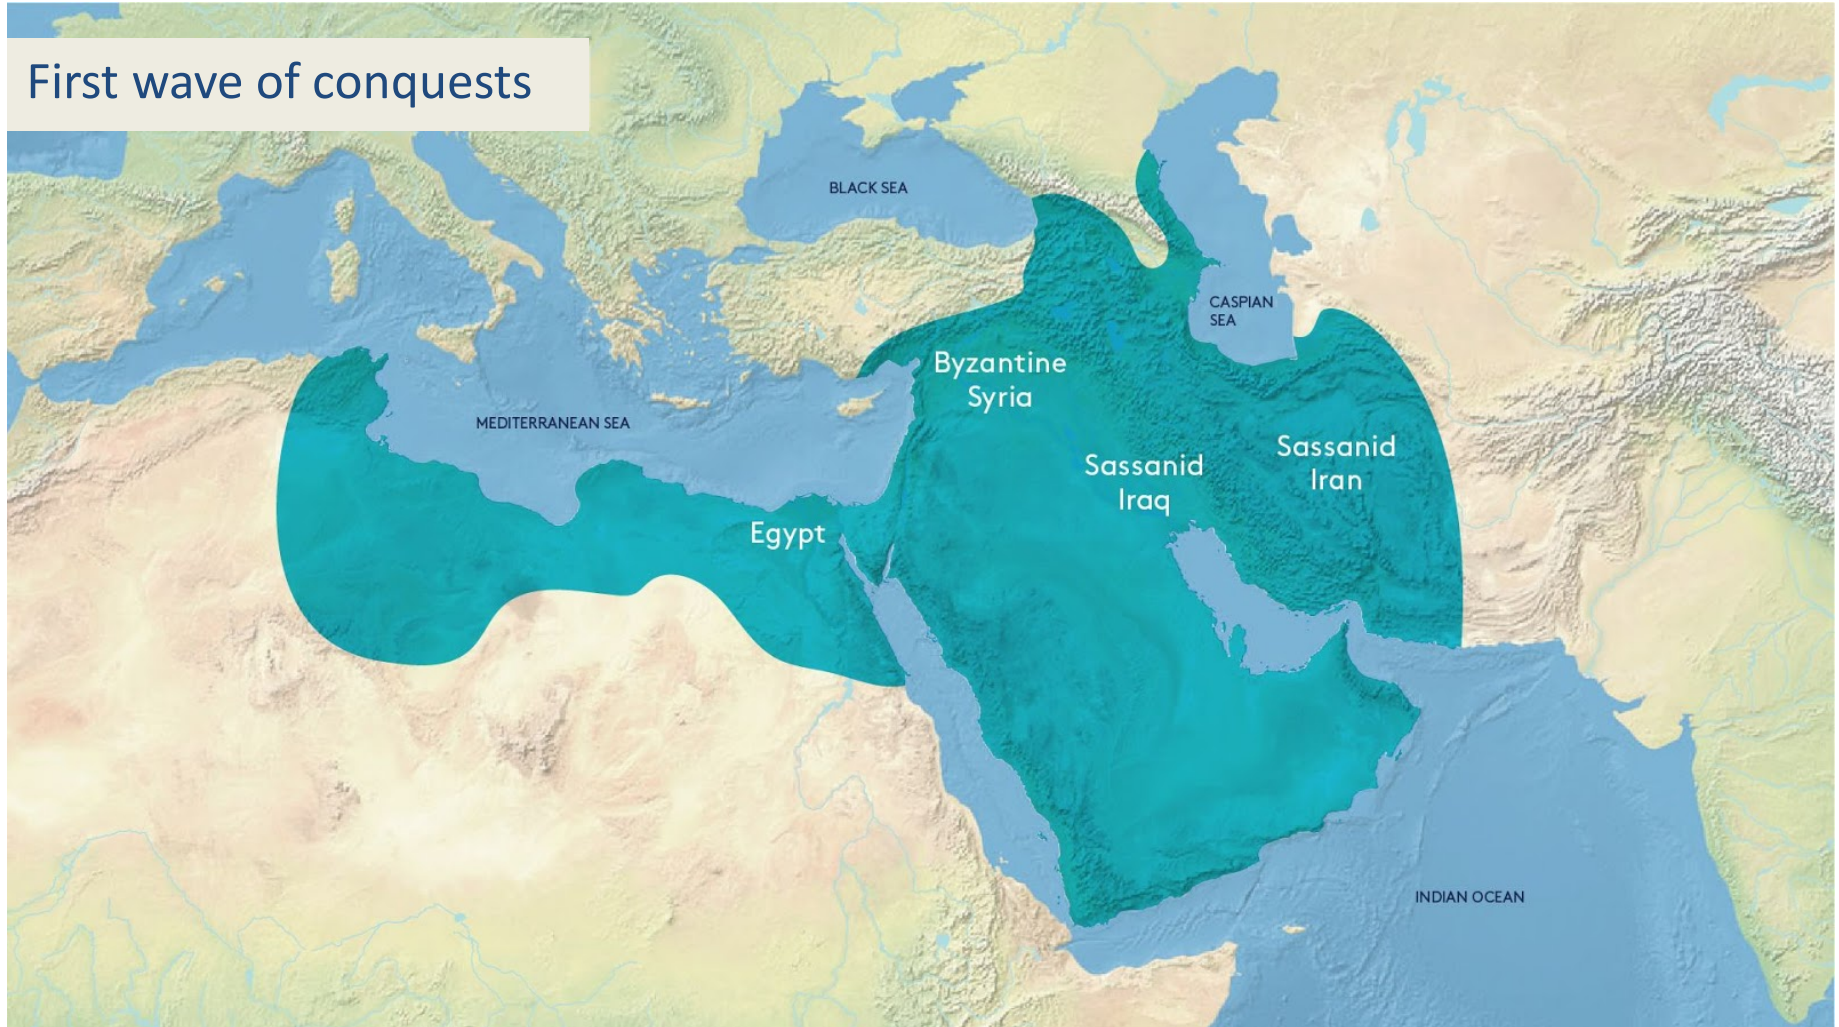 First wave of conquests
BLACK SEA
CASPIAN
SEA
Byzantine
Syria
MEDITERRANEAN SEA
Sassanid
Iraq
Sassanid
Iran
Egypt
INDIAN OCEAN